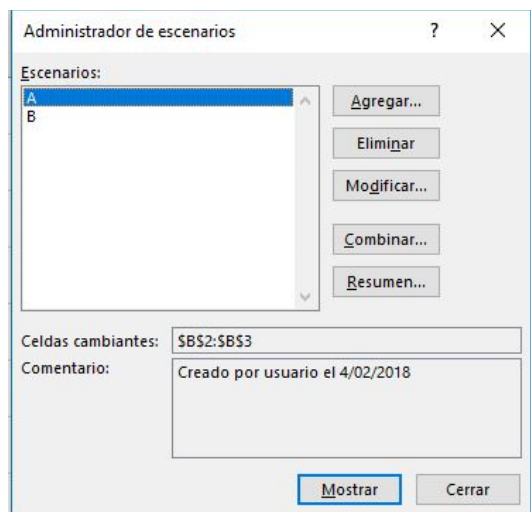 Administrador de escenarios ?
Escenarios:
A
B
Agregar...
Eliminar
Modificar...
Combinar...
Resumen...
Celdas cambiantes: $B$2:$B$3
Comentario: Creado por usuario el 4/02/2018
Mostrar Cerrar